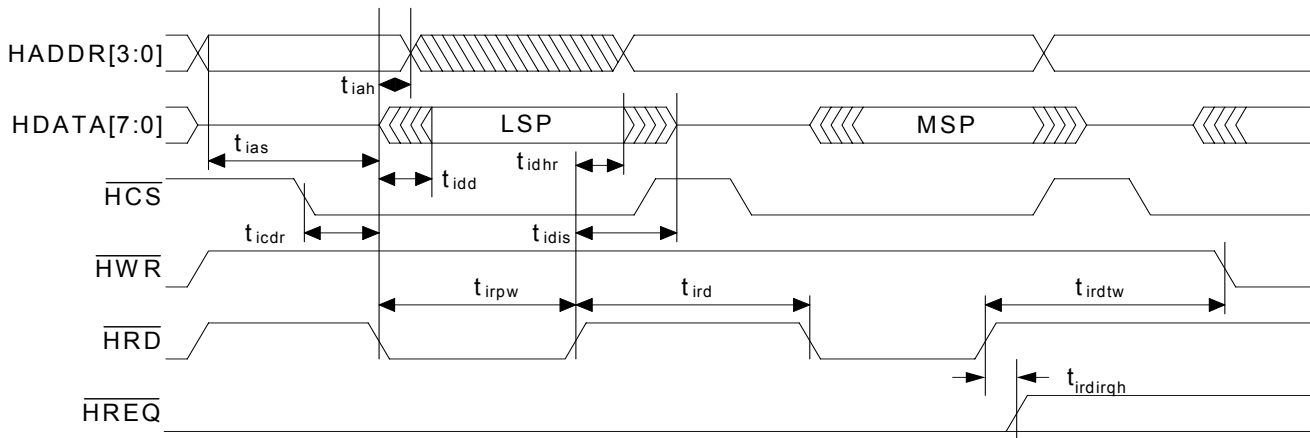 HADDR[3:0]
t iah
HDATA[7:0]
LSP
MSP
t ias
t idd
t idhr
HCS
t icdr
t idis
HWR
t irpw
t ird
t irdtw
HRD
t irdirqh
HREQ